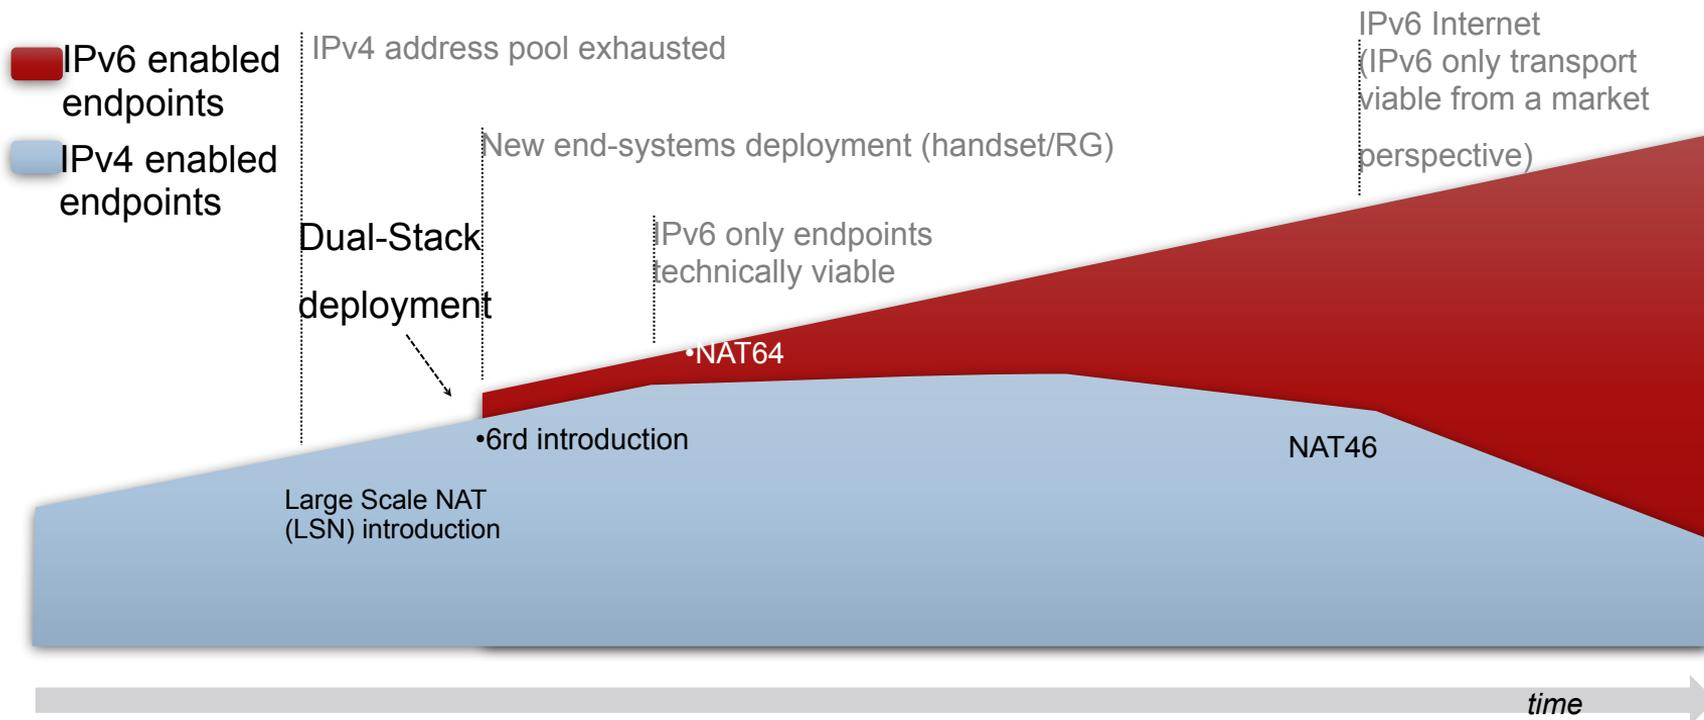 IPv6 enabled
endpoints
IPv4 enabled
endpoints
IPv4 address pool exhausted
New end-systems deployment (handset/RG)
IPv6 Internet
(IPv6 only transport
viable from a market
perspective)
Dual-Stack
deployment
IPv6 only endpoints
technically viable
•NAT64
•6rd introduction
NAT46
Large Scale NAT
(LSN) introduction
time